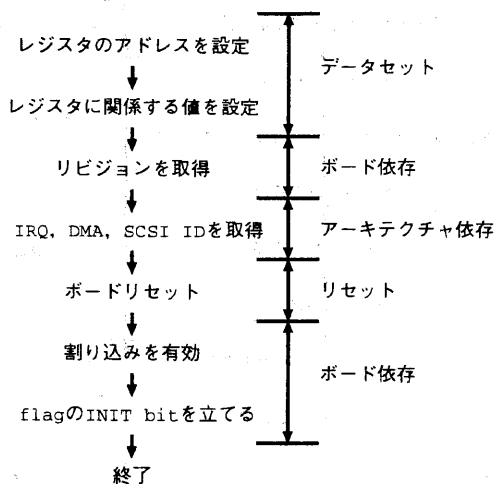 レジスタのアドレスを設定
データセット
レジスタに関係する値を設定
リビジョンを取得
ボード依存
IRQ, DMA, SCSI IDを取得
アーキテクチャ依存
ボードリセット
リセット
割り込みを有効
ボード依存
flagのINIT bitを立てる
終了